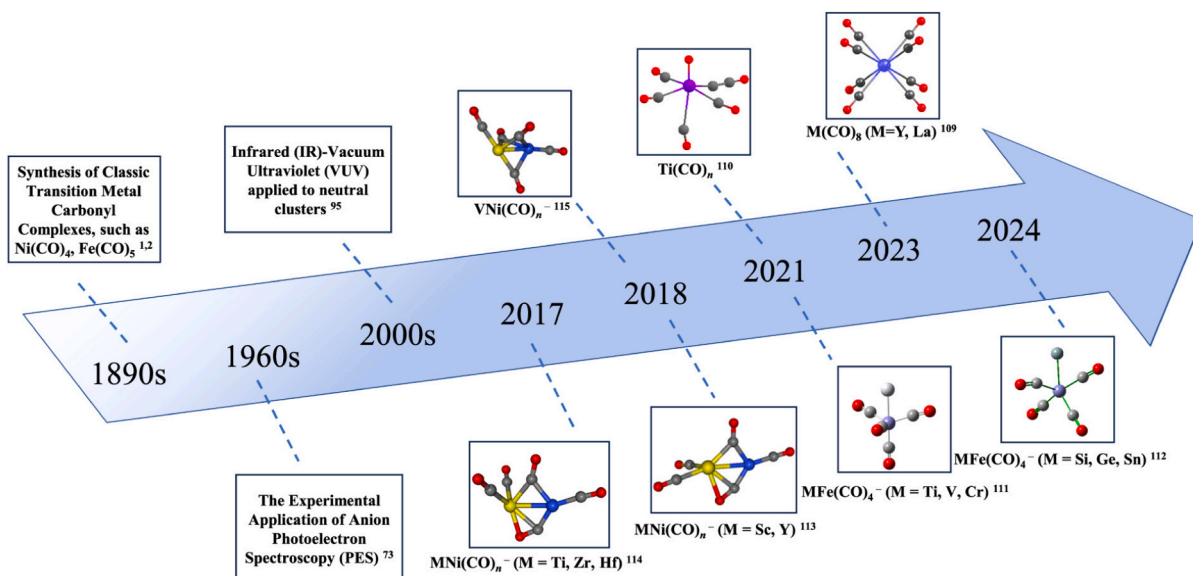 Synthesis of Classic
Transition Metal
Carbonyl
Complexes, such as
Ni(CO)₄, Fe(CO)₅ ¹,²
Infrared (IR)-Vacuum
Ultraviolet (VUV)
applied to neutral
clusters ⁹⁵
VNi(CO)ₙ⁻ ¹¹⁵
Ti(CO)ₙ ¹¹⁰
M(CO)₈ (M=Y, La) ¹⁰⁹
1890s
1960s
2000s
2017
2018
2021
2023
2024
The Experimental
Application of Anion
Photoelectron
Spectroscopy (PES) ⁷³
MNi(CO)ₙ⁻ (M = Ti, Zr, Hf) ¹¹⁴
MNi(CO)ₙ⁻ (M = Sc, Y) ¹¹³
MFe(CO)₄⁻ (M = Ti, V, Cr) ¹¹¹
MFe(CO)₄⁻ (M = Si, Ge, Sn) ¹¹²